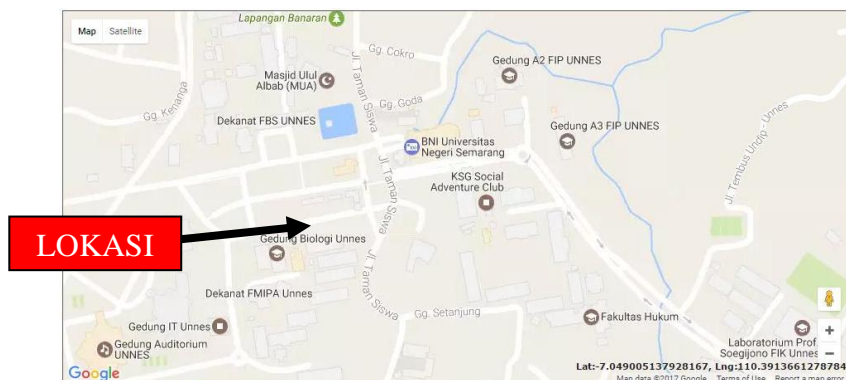 Lapangan Banaran
Map Satellite
Gg. Cokro
Jl. Taman Siswa
Gedung A2 FIP UNNES
Masjid Ulul
Albab (MUA)
Gg. Kenanga
Gg. Goda
Dekanat FBS UNNES
Gedung A3 FIP UNNES
BNI Universitas
Negeri Semarang
Jl. Tembus Undip - Unnes
KSG Social
Adventure Club
Jl. Taman Siswa
LOKASI
Gedung Biologi Unnes
Jl. Taman Siswa
Dekanat FMIPA Unnes
Gg. Setanjung
Fakultas Hukum
Gedung IT Unnes
Gedung Auditorium
UNNES
Laboratorium Prof.
Soegijono FIK Unnes
Lat:-7.049005137928167, Lng:110.3913661278784
Google
Map data ©2017 Google Terms of Use Report a map error